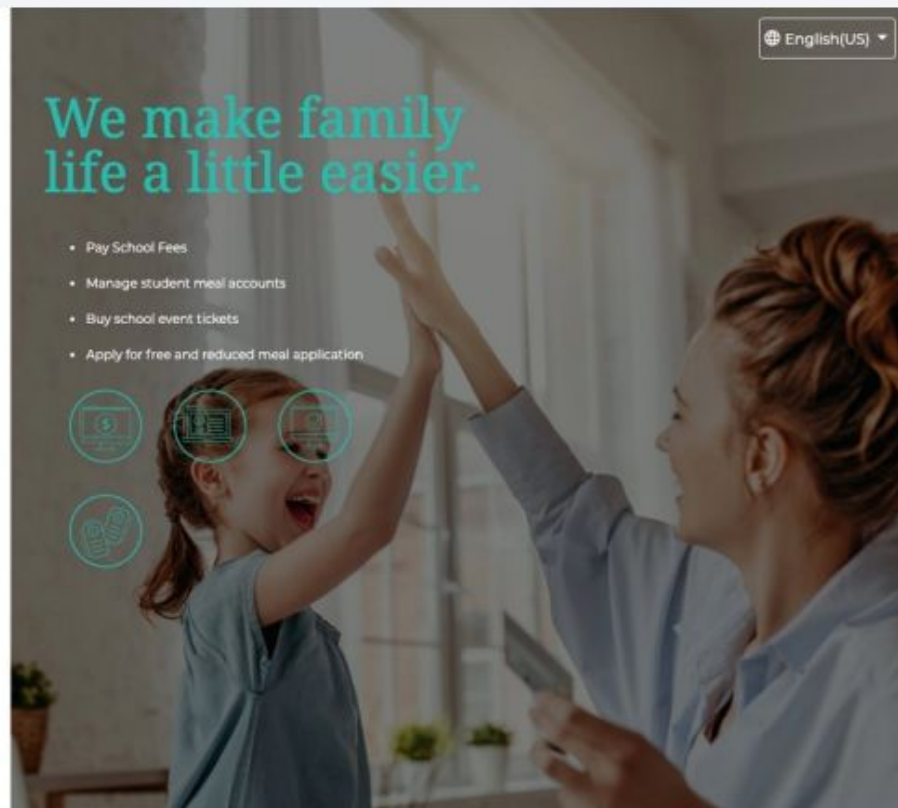 English(US)
We make family
life a little easier.
• Pay School Fees
• Manage student meal accounts
• Buy school event tickets
• Apply for free and reduced meal application
$